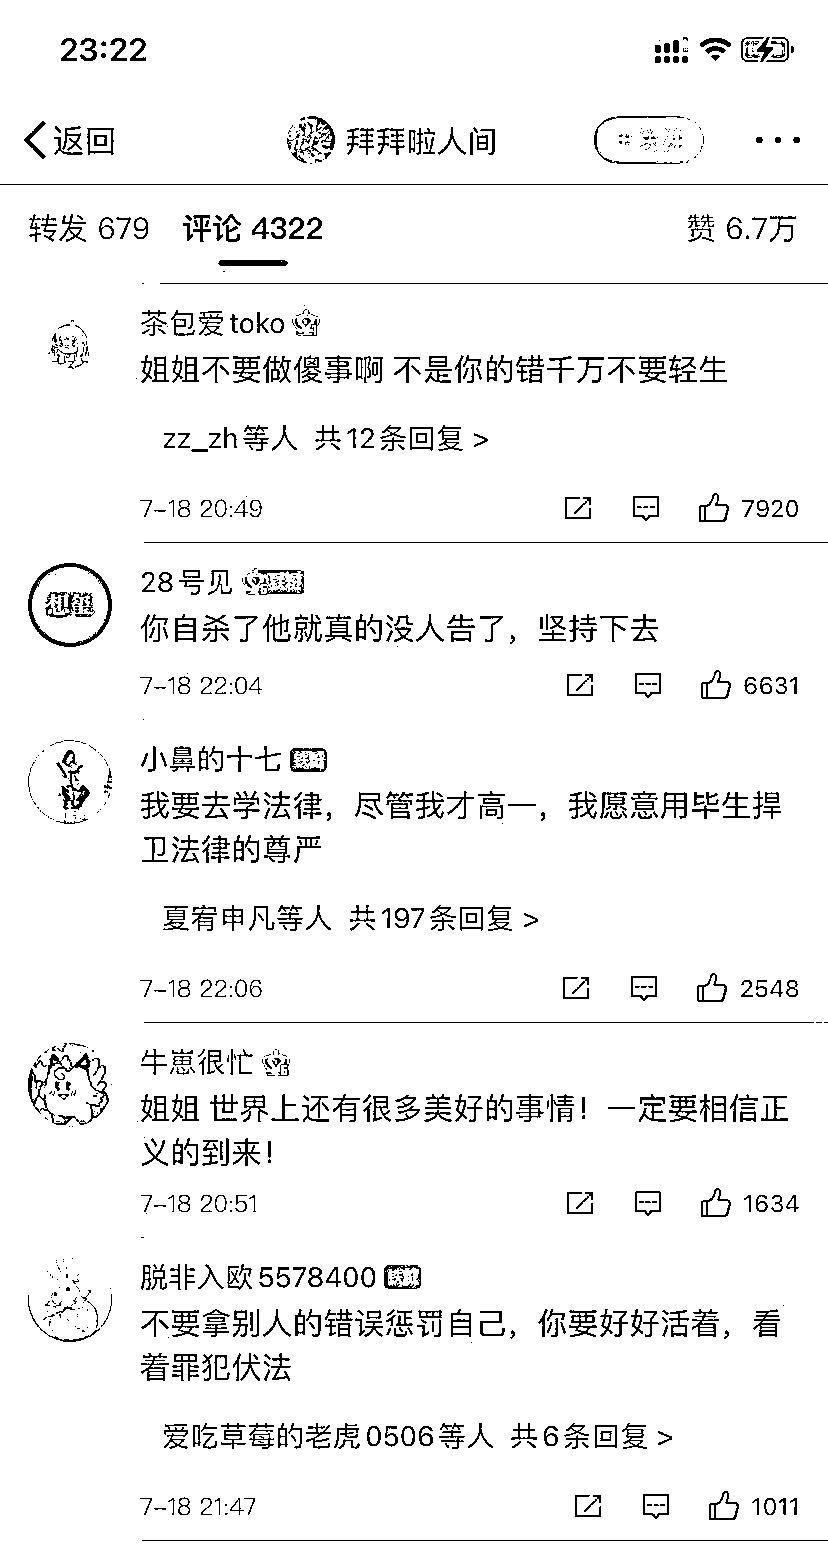 23:22
返回
拜拜啦人间
转发 679 评论 4322 赞 6.7万
茶包爱toko
姐姐不要做傻事啊 不是你的错千万不要轻生
zz_zh等人 共12条回复 >
7-18 20:49 7920
28号见
你自杀了他就真的没人告了，坚持下去
7-18 22:04 6631
小鼻的十七
我要去学法律，尽管我才高一，我愿意用毕生捍
卫法律的尊严
夏宥申凡等人 共197条回复 >
7-18 22:06 2548
牛崽很忙
姐姐 世界上还有很多美好的事情！一定要相信正
义的到来！
7-18 20:51 1634
脱非入欧5578400
不要拿别人的错误惩罚自己，你要好好活着，看
着罪犯伏法
爱吃草莓的老虎0506等人 共6条回复 >
7-18 21:47 1011